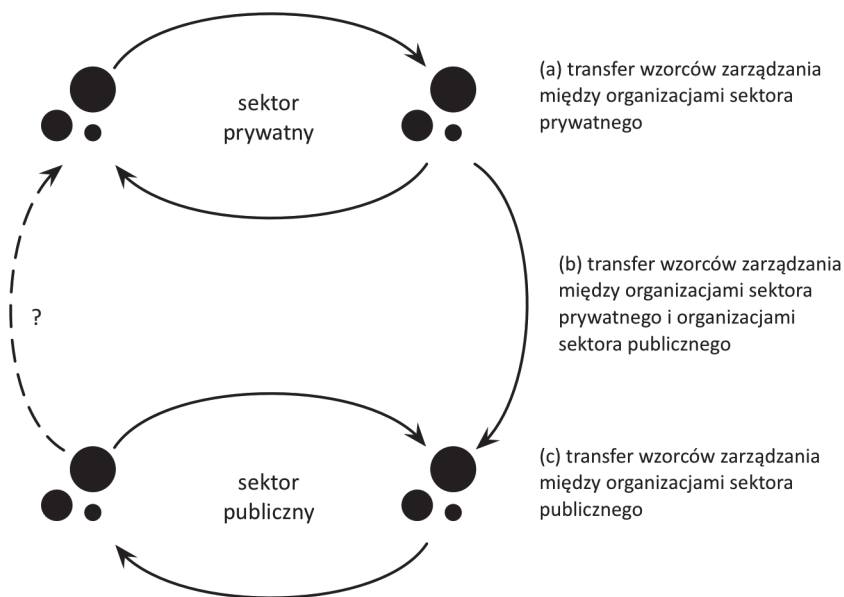 sektor
prywatny
(a) transfer wzorców zarządzania
między organizacjami sektora
prywatnego
(b) transfer wzorców zarządzania
między organizacjami sektora
prywatnego i organizacjami
sektora publicznego
?
sektor
publiczny
(c) transfer wzorców zarządzania
między organizacjami sektora
publicznego